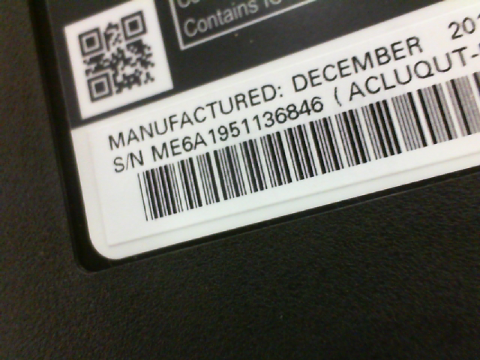 Contains
MANUFACTURED: DECEMBER
S/N ME6A1951136846 (ACLUQUT-